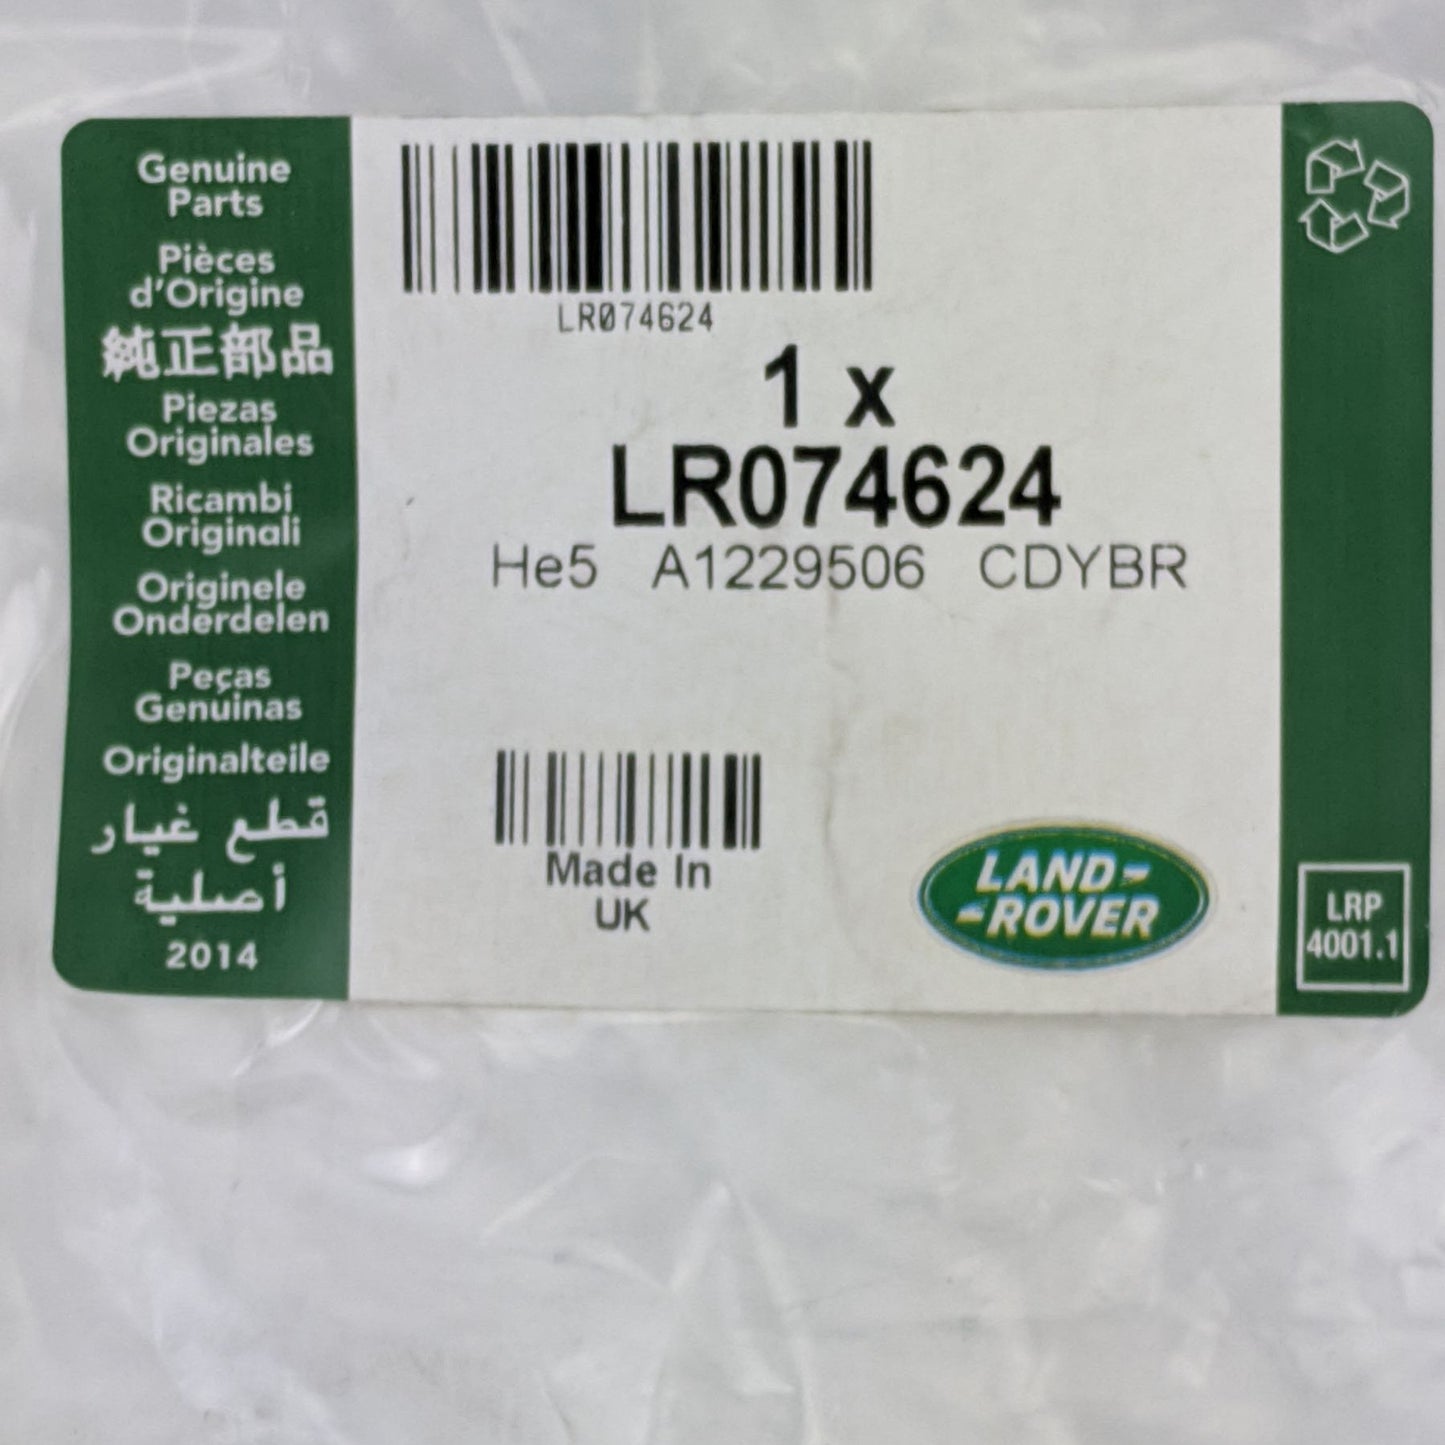 Genuine
Parts
Pièces
d'Origine
純正部品
Piezas
Originales
Ricambi
Originali
Originele
Onderdelen
Peças
Genuinas
Originalteile
قطع غيار
أصلية
2014
LR074624
1 x
LR074624
He5 A1229506 CDYBR
Made In
UK
LAND-
-ROVER
LRP
4001.1